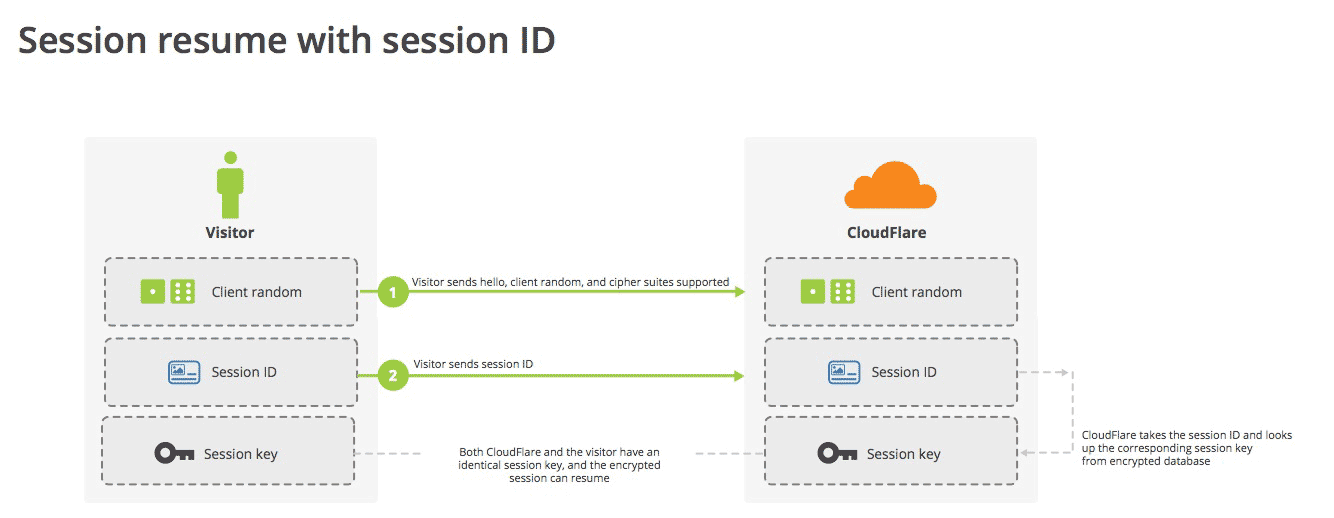 Session resume with session ID
Visitor
CloudFlare
Client random
1
Visitor sends hello, client random, and cipher suites supported
Client random
Session ID
2
Visitor sends session ID
Session ID
Session key
Both CloudFlare and the visitor have an
identical session key, and the encrypted
session can resume
Session key
CloudFlare takes the session ID and looks
up the corresponding session key
from encrypted database